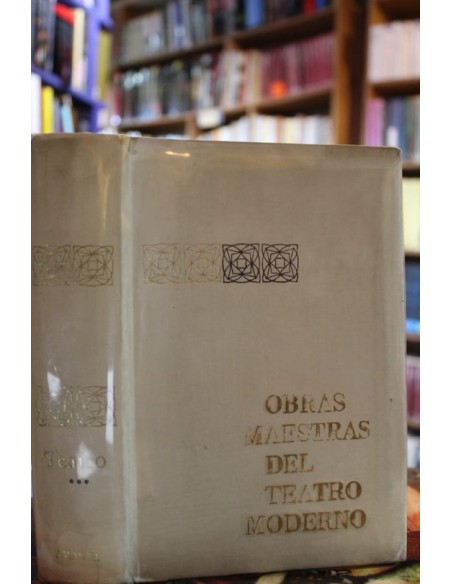 OBRAS
MAESTRAS
DEL
TEATRO
MODERNO
Teatro